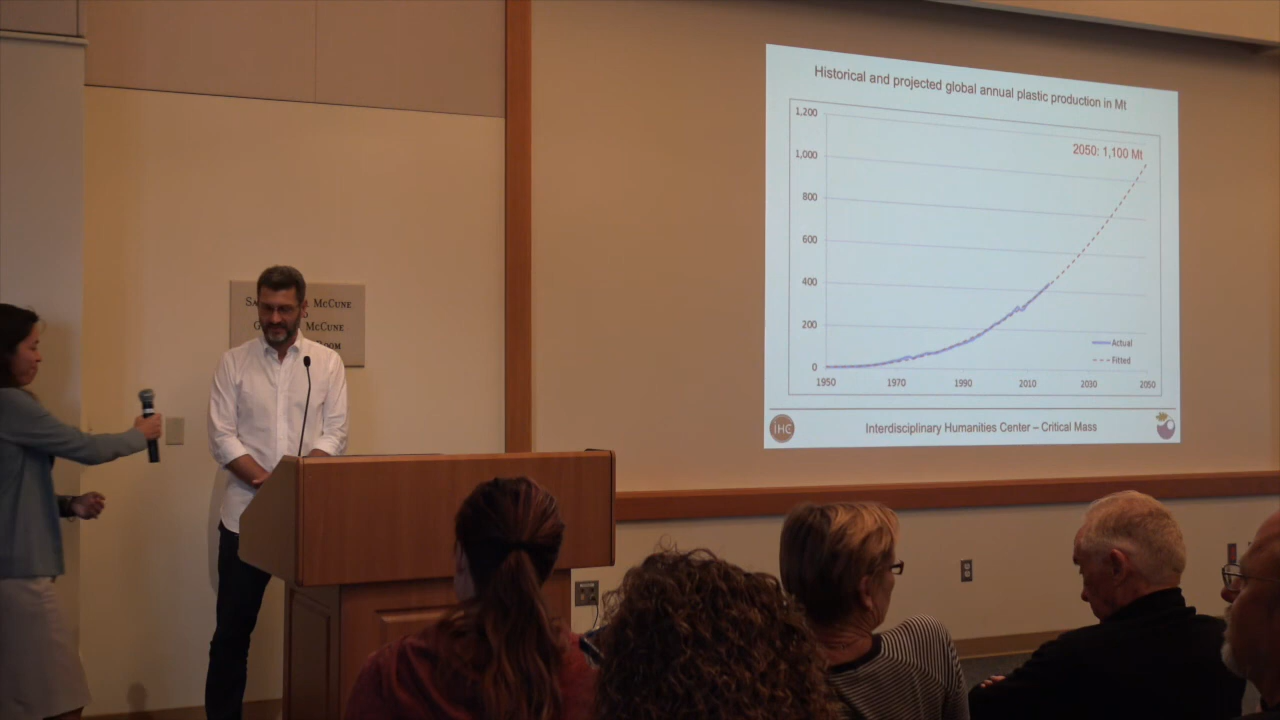 Historical and projected global annual plastic production in Mt
1,200
1,000
800
600
400
200
0
2050: 1,100 Mt
Actual
Fitted
1950 1970 1990 2010 2030 2050
IHC
Interdisciplinary Humanities Center – Critical Mass
McCune
McCune
Room